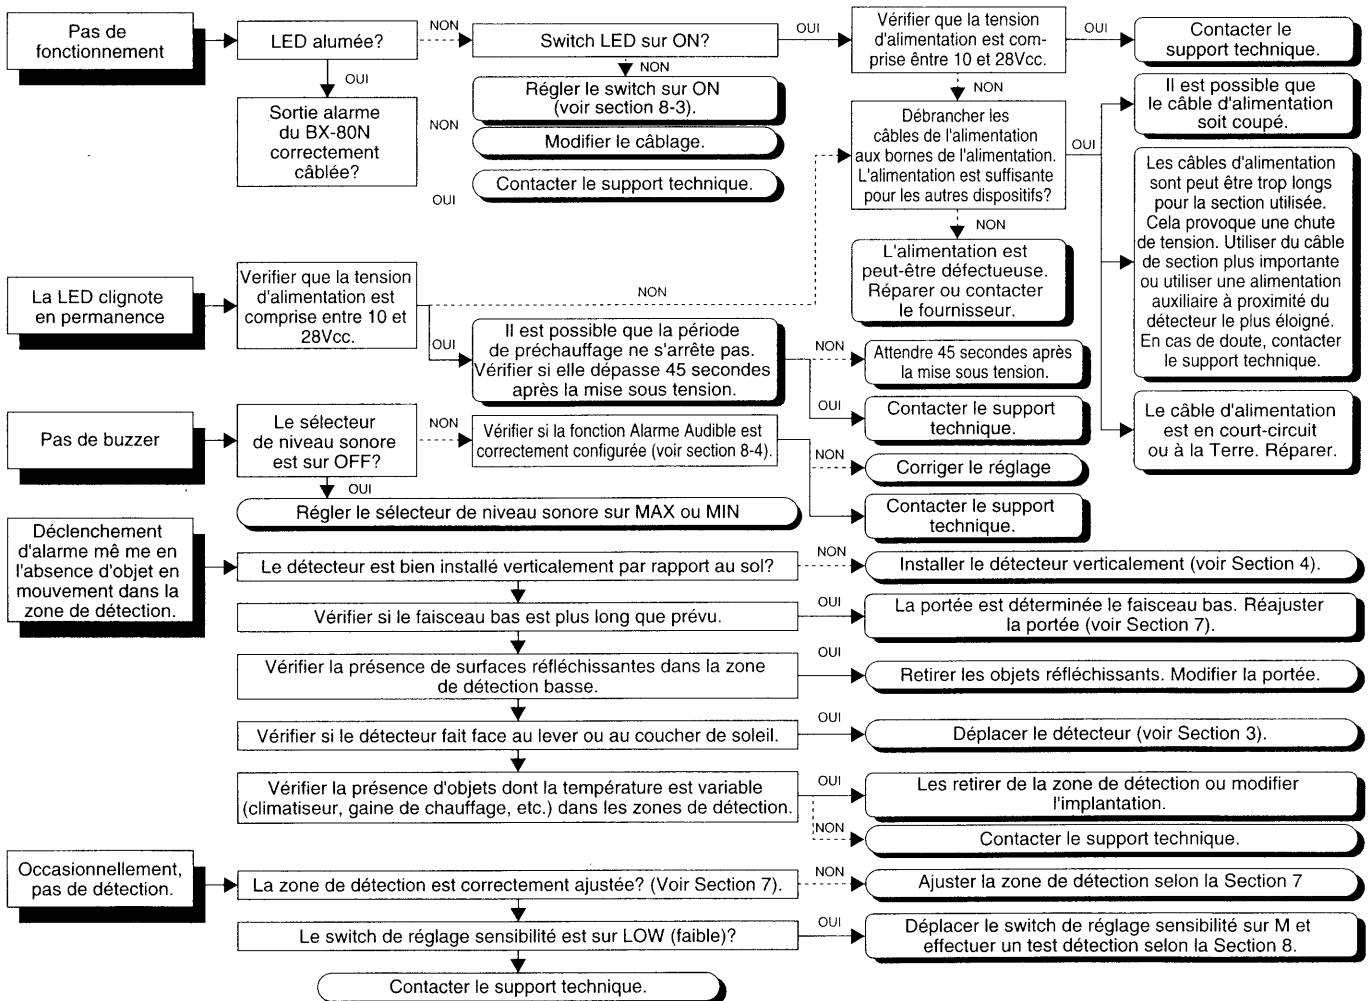 Pas de
fonctionnement
LED alumée?
NON
Switch LED sur ON?
OUI
Vérifier que la tension
d'alimentation est com-
prise êntre 10 et 28Vcc.
OUI
Contacter le
support technique.
OUI
NON
Régler le switch sur ON
(voir section 8-3).
NON
Sortie alarme
du BX-80N
correctement
câblée?
NON
Modifier le câblage.
OUI
Contacter le support technique.
Débrancher les
câbles de l'alimentation
aux bornes de l'alimentation.
L'alimentation est suffisante
pour les autres dispositifs?
OUI
Il est possible que
le câble d'alimentation
soit coupé.
Les câbles d'alimentation
sont peut être trop longs
pour la section utilisée.
Cela provoque une chute
de tension. Utiliser du câble
de section plus importante
ou utiliser une alimentation
auxiliaire à proximité du
détecteur le plus éloigné.
En cas de doute, contacter
le support technique.
Le câble d'alimentation
est en court-circuit
ou à la Terre. Réparer.
NON
L'alimentation est
peut-être défectueuse.
Réparer ou contacter
le fournisseur.
La LED clignote
en permanence
Verifier que la tension
d'alimentation est
comprise entre 10 et
28Vcc.
NON
OUI
Il est possible que la période
de préchauffage ne s'arrête pas.
Vérifier si elle dépasse 45 secondes
après la mise sous tension.
NON
Attendre 45 secondes après
la mise sous tension.
OUI
Contacter le support
technique.
Pas de buzzer
Le sélecteur
de niveau sonore
est sur OFF?
NON
Vérifier si la fonction Alarme Audible est
correctement configurée (voir section 8-4).
NON
Corriger le réglage
Contacter le support
technique.
OUI
Régler le sélecteur de niveau sonore sur MAX ou MIN
Déclenchement
d'alarme mê me en
l'absence d'objet en
mouvement dans la
zone de détection.
Le détecteur est bien installé verticalement par rapport au sol?
NON
Installer le détecteur verticalement (voir Section 4).
Vérifier si le faisceau bas est plus long que prévu.
OUI
La portée est déterminée le faisceau bas. Réajuster
la portée (voir Section 7).
Vérifier la présence de surfaces réfléchissantes dans la zone
de détection basse.
OUI
Retirer les objets réfléchissants. Modifier la portée.
Vérifier si le détecteur fait face au lever ou au coucher de soleil.
OUI
Déplacer le détecteur (voir Section 3).
Vérifier la présence d'objets dont la température est variable
(climatiseur, gaine de chauffage, etc.) dans les zones de détection.
OUI
Les retirer de la zone de détection ou modifier
l'implantation.
NON
Contacter le support technique.
Occasionnellement,
pas de détection.
La zone de détection est correctement ajustée? (Voir Section 7).
NON
Ajuster la zone de détection selon la Section 7
Le switch de réglage sensibilité est sur LOW (faible)?
OUI
Déplacer le switch de réglage sensibilité sur M et
effectuer un test détection selon la Section 8.
Contacter le support technique.